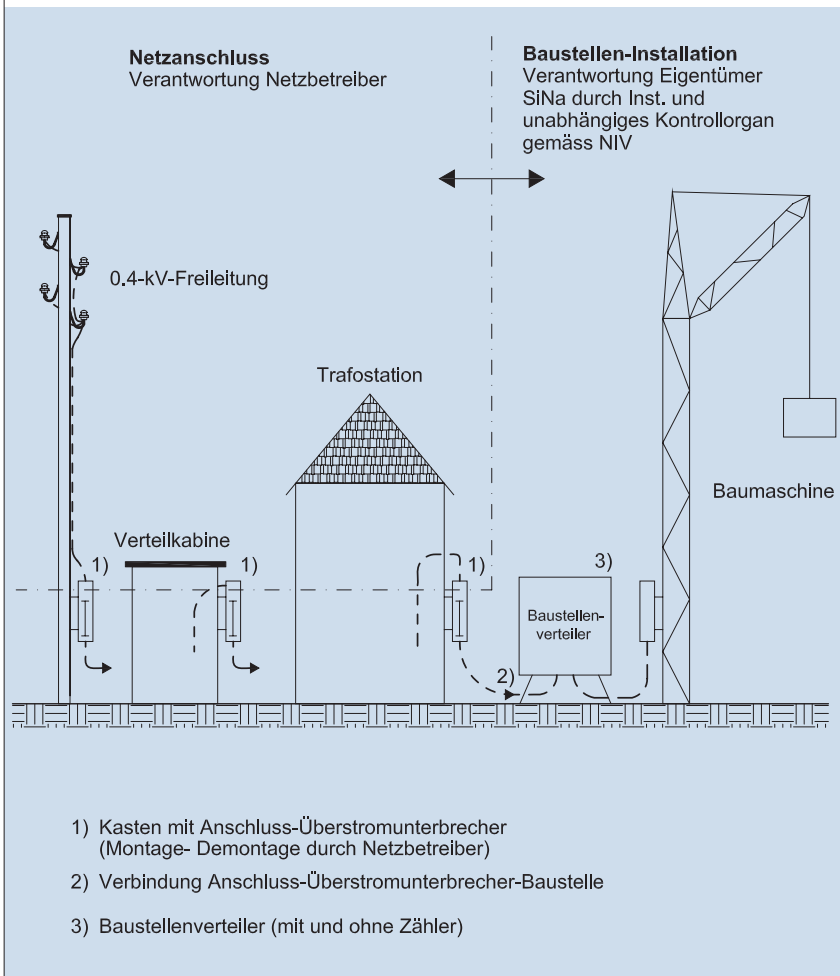 Netzanschluss
Verantwortung Netzbetreiber
Baustellen-Installation
Verantwortung Eigentümer
SiNa durch Inst. und
unabhängiges Kontrollorgan
gemäss NIV
0.4-kV-Freileitung
Trafostation
Baumaschine
Verteilkabine
1)
1)
1)
3)
Baustellen-
verteiler
2)
1) Kasten mit Anschluss-Überstromunterbrecher
(Montage- Demontage durch Netzbetreiber)
2) Verbindung Anschluss-Überstromunterbrecher-Baustelle
3) Baustellenverteiler (mit und ohne Zähler)